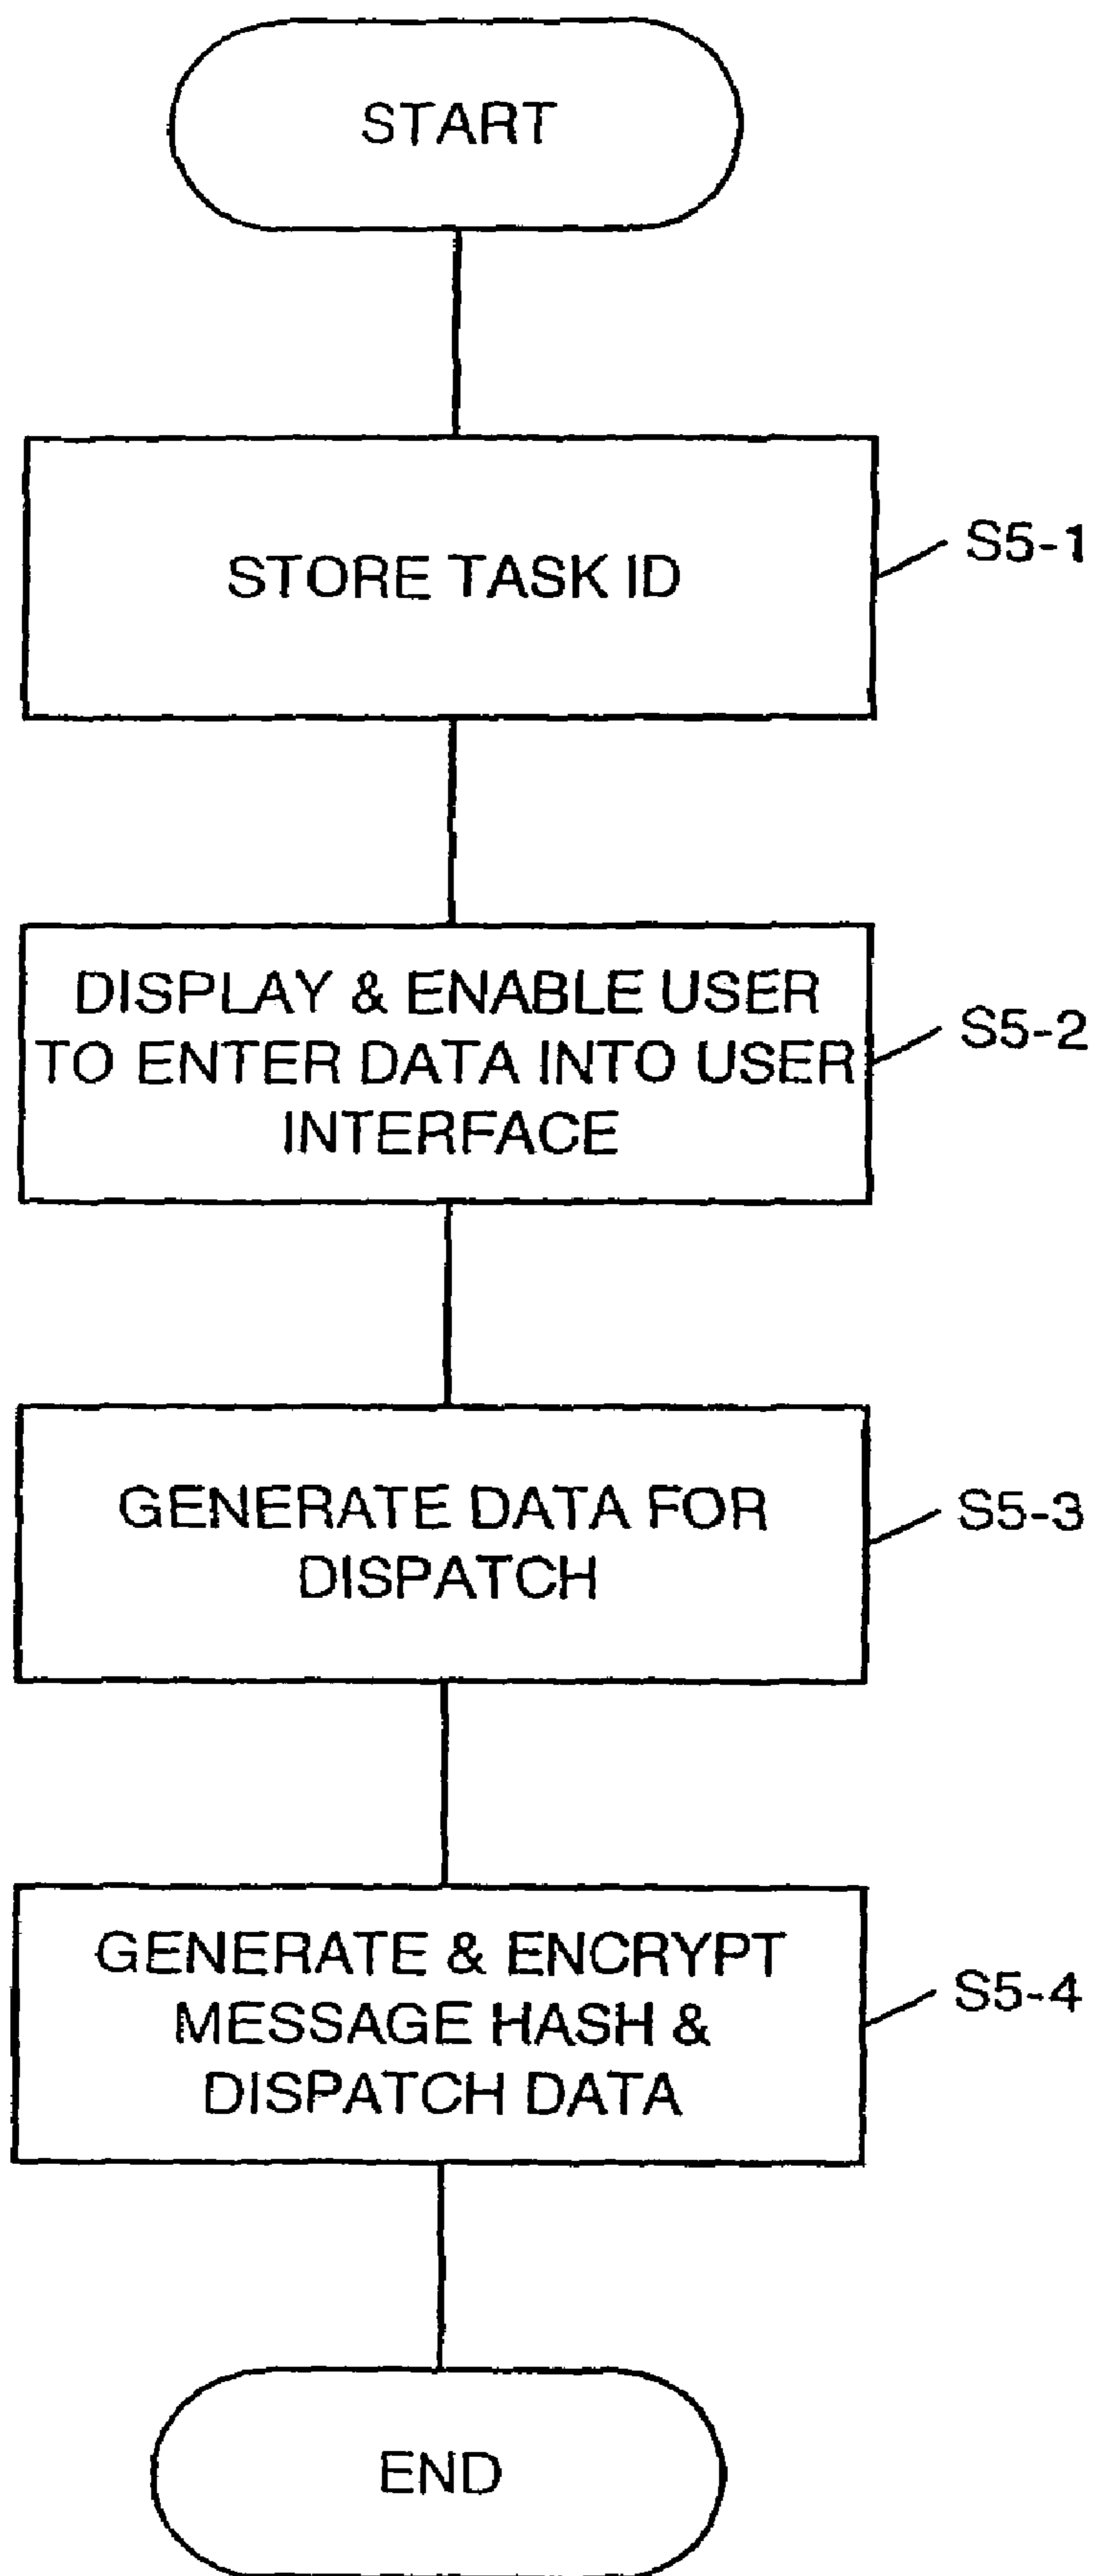 START
STORE TASK ID
S5-1
DISPLAY & ENABLE USER
TO ENTER DATA INTO USER
INTERFACE
S5-2
GENERATE DATA FOR
DISPATCH
S5-3
GENERATE & ENCRYPT
MESSAGE HASH &
DISPATCH DATA
S5-4
END